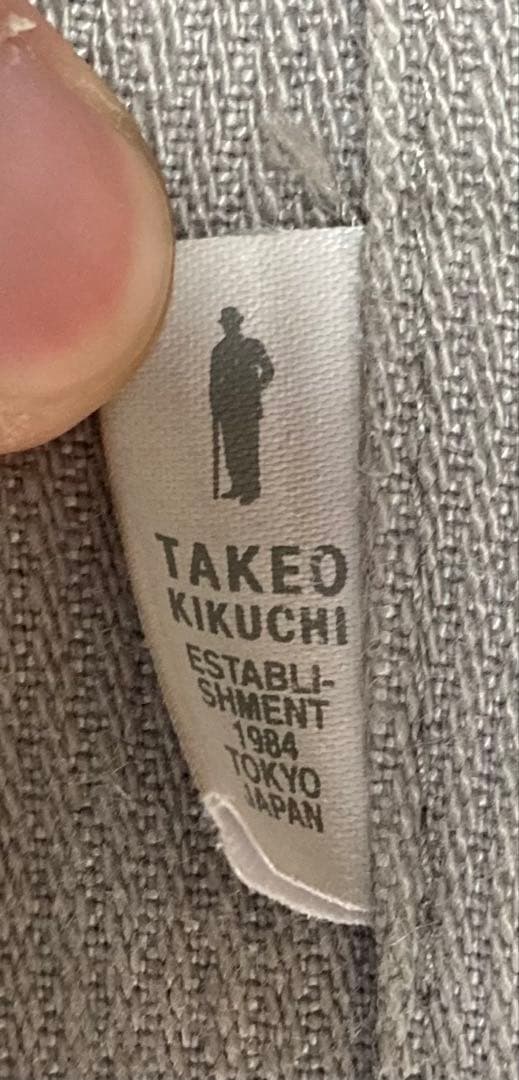 TAKEO
KIKUCHI
ESTABLI-
SHMENT
1984
TOKYO
JAPAN